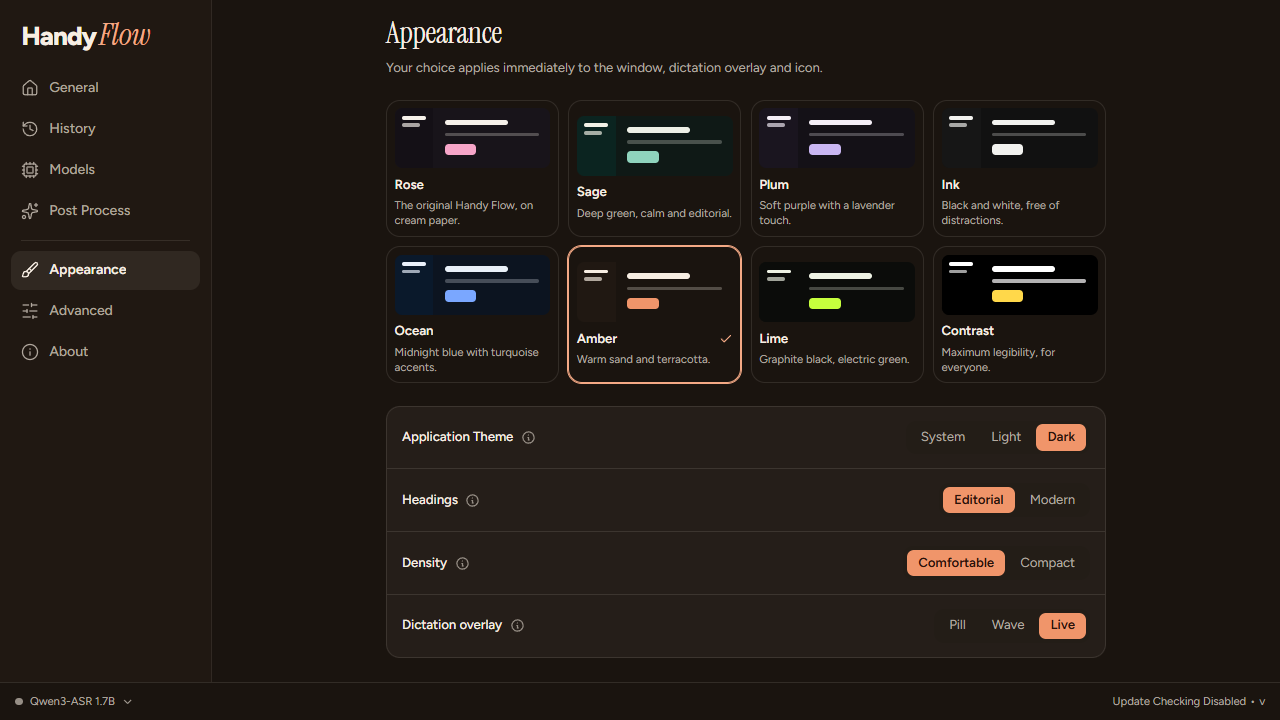 Handy Flow
General
History
Models
Post Process
Appearance
Advanced
About
Appearance
Your choice applies immediately to the window, dictation overlay and icon.
Rose
The original Handy Flow, on
cream paper.
Sage
Deep green, calm and editorial.
Plum
Soft purple with a lavender
touch.
Ink
Black and white, free of
distractions.
Ocean
Midnight blue with turquoise
accents.
Amber
Warm sand and terracotta.
Lime
Graphite black, electric green.
Contrast
Maximum legibility, for
everyone.
Application Theme
System Light Dark
Headings
Editorial Modern
Density
Comfortable Compact
Dictation overlay
Pill Wave Live
Qwen3-ASR 1.7B
Update Checking Disabled • v